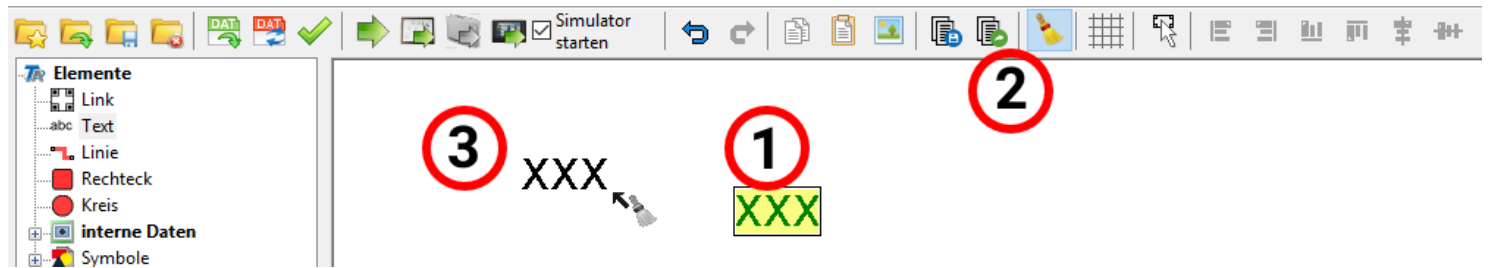 DAT DAT Simulator
starten
TR Elemente
Link
abc Text
Linie
Rechteck
Kreis
interne Daten
Symbole
2
3
1
XXX
XXX